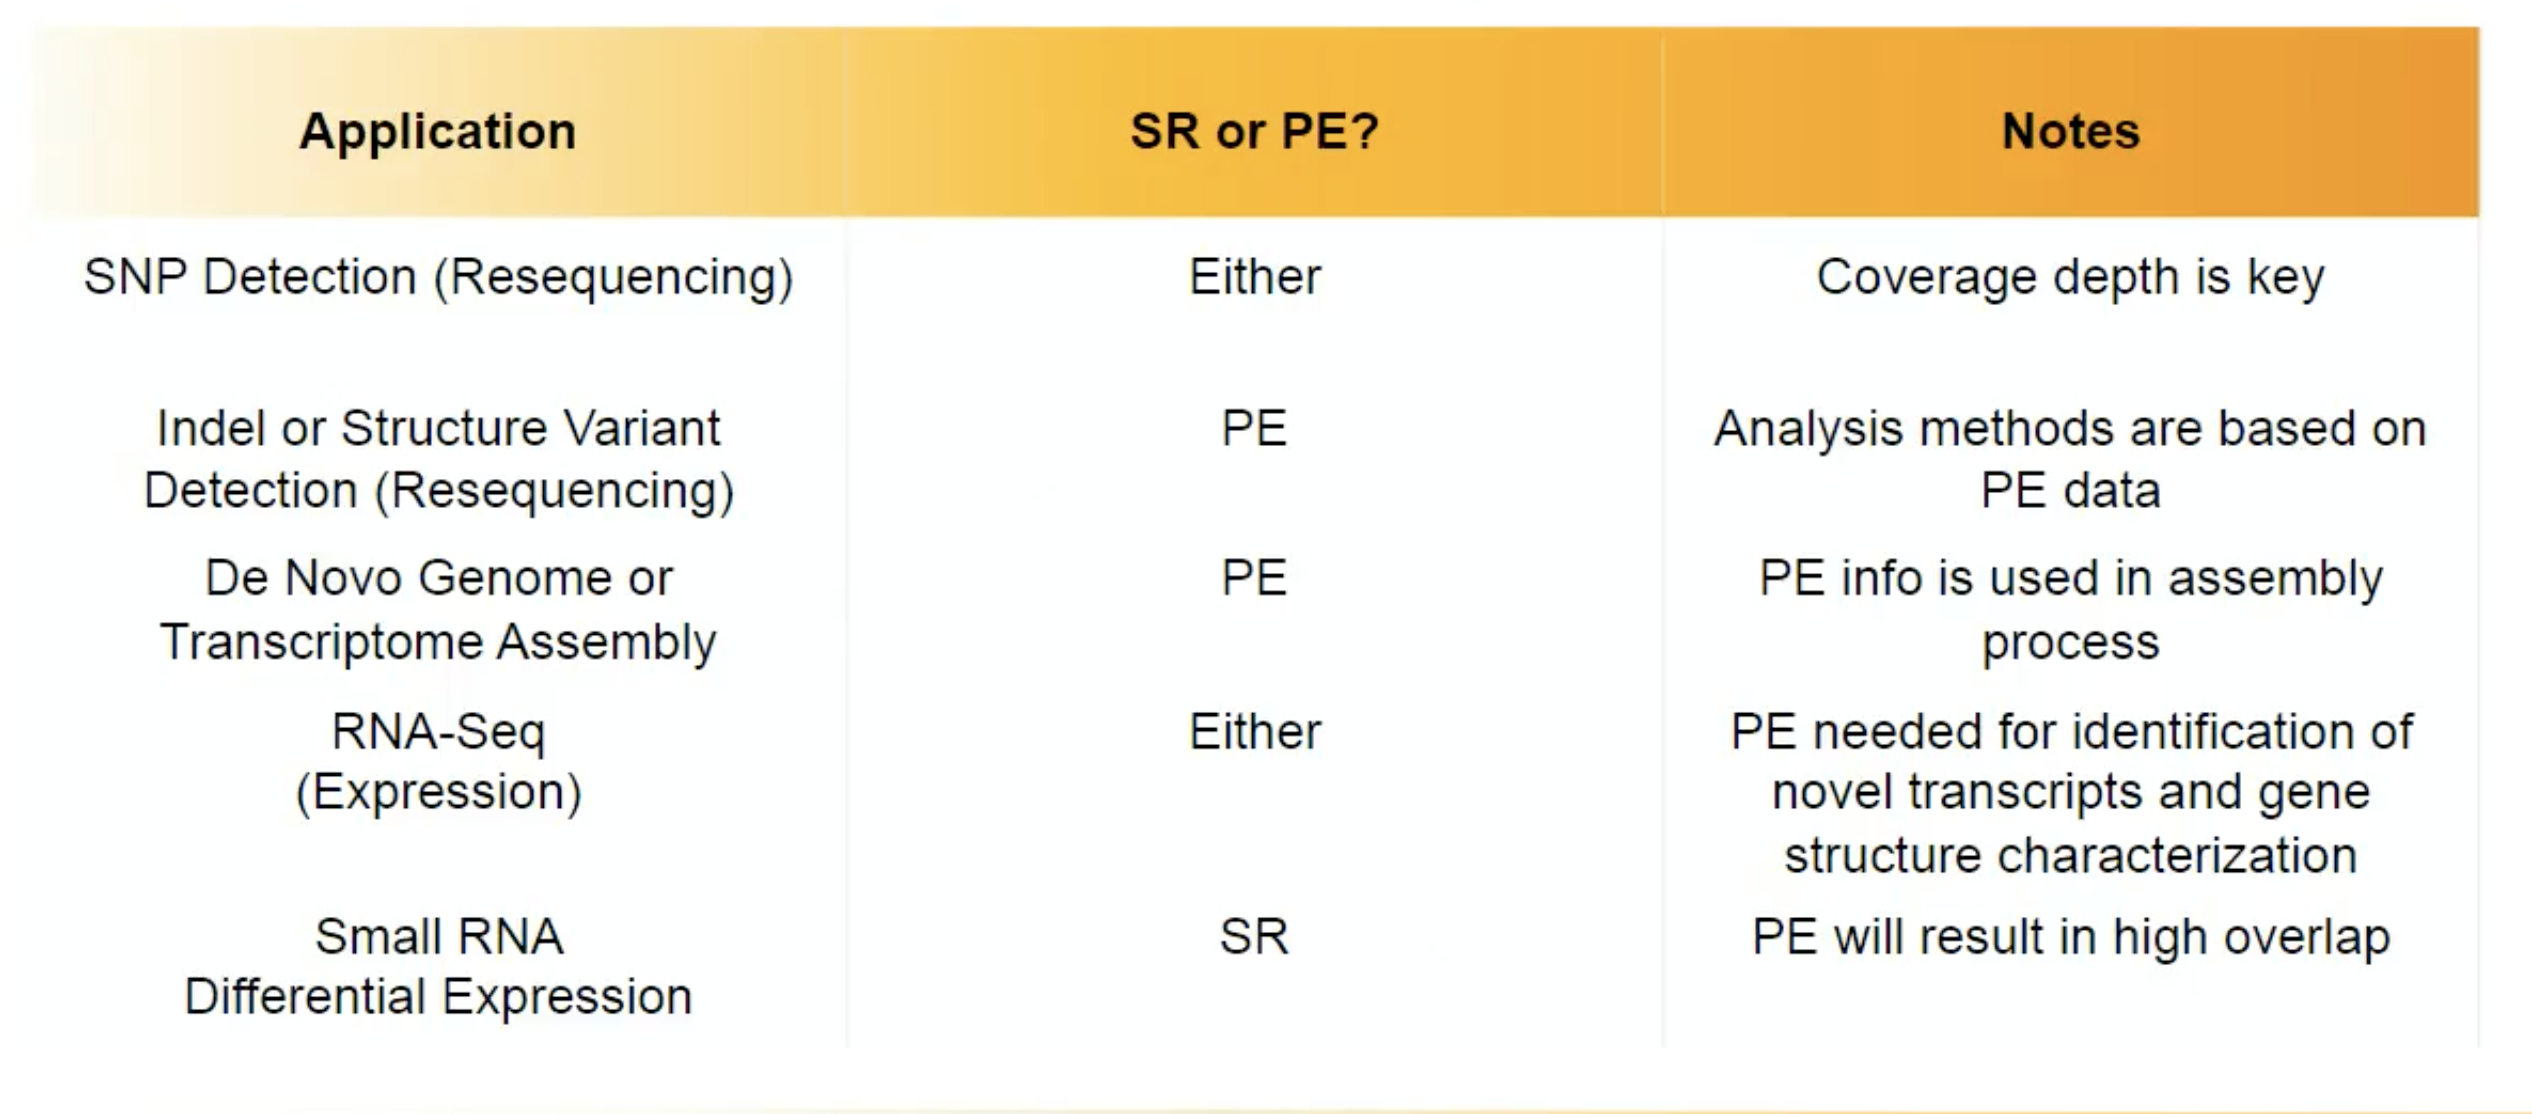 Application
SR or PE?
Notes
SNP Detection (Resequencing)
Either
Coverage depth is key
Indel or Structure Variant
Detection (Resequencing)
PE
Analysis methods are based on
PE data
De Novo Genome or
Transcriptome Assembly
PE
PE info is used in assembly
process
RNA-Seq
(Expression)
Either
PE needed for identification of
novel transcripts and gene
structure characterization
Small RNA
Differential Expression
SR
PE will result in high overlap